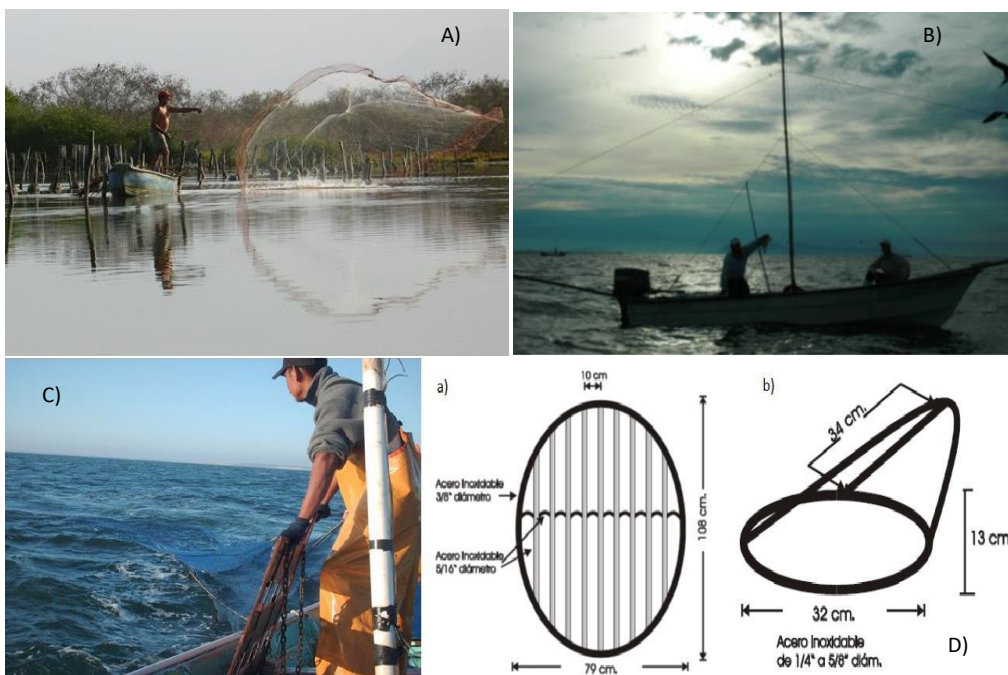 A)
B)
C)
a)
10 cm
Acero Inoxidable
3/8" diámetro
Acero Inoxidable
5/16" diámetro
108 cm.
79 cm.
b)
34 cm.
13 cm
32 cm.
Acero Inoxidable
de 1/4" a 5/8" diám.
D)